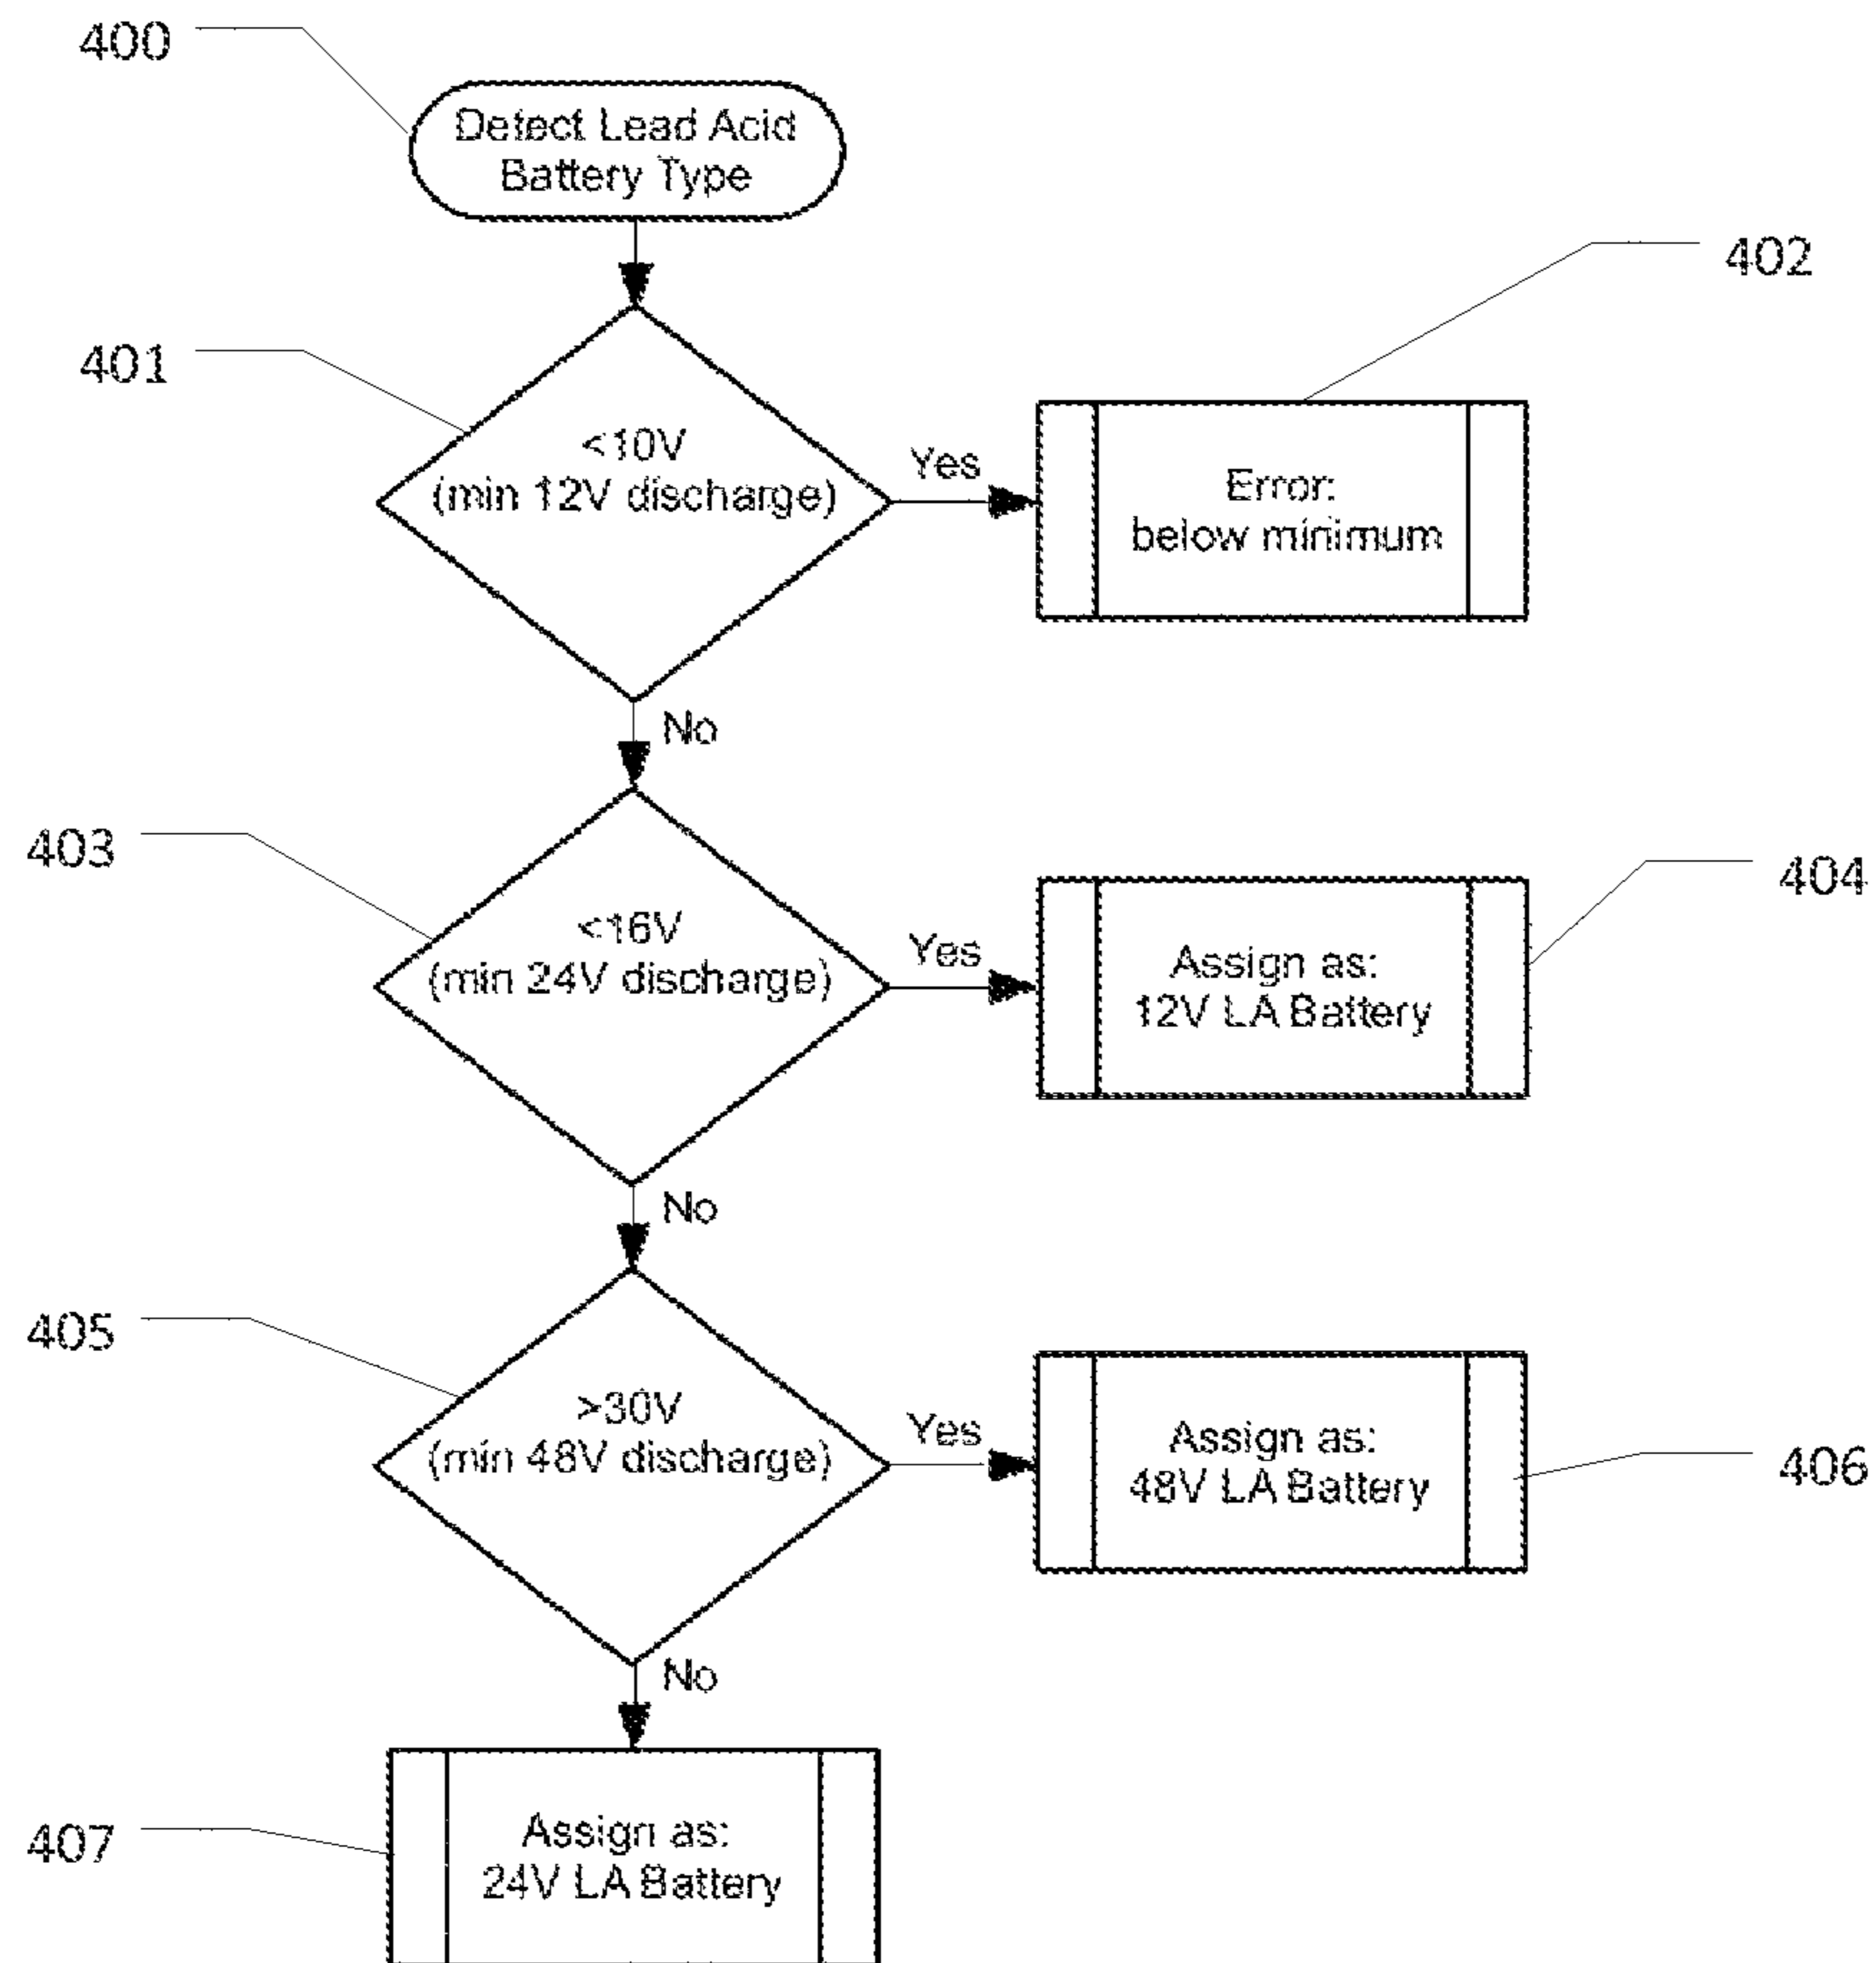 400
Detect Lead Acid
Battery Type
402
401
<10V
(min 12V discharge)
Yes
Error:
below minimum
No
403
<16V
(min 24V discharge)
Yes
Assign as:
12V LA Battery
404
No
405
>30V
(min 48V discharge)
Yes
Assign as:
48V LA Battery
406
No
407
Assign as:
24V LA Battery